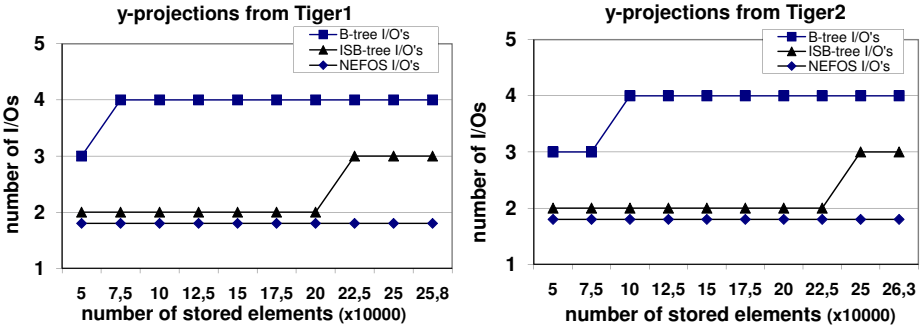 y-projections from Tiger1
B-tree I/O's
ISB-tree I/O's
NEFOS I/O's
number of I/Os
5
4
3
2
1
5 7,5 10 12,5 15 17,5 20 22,5 25 25,8
number of stored elements (x10000)
y-projections from Tiger2
B-tree I/O's
ISB-tree I/O's
NEFOS I/O's
number of I/Os
5
4
3
2
1
5 7,5 10 12,5 15 17,5 20 22,5 25 26,3
number of stored elements (x10000)